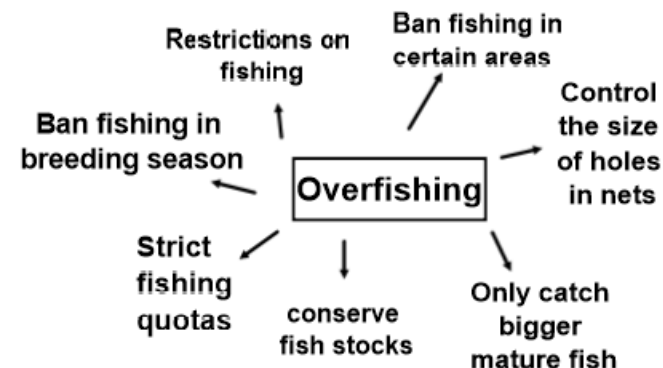 Restrictions on
fishing
Ban fishing in
certain areas
Control
the size
of holes
in nets
Ban fishing in
breeding season
Overfishing
Strict
fishing
quotas
conserve
fish stocks
Only catch
bigger
mature fish